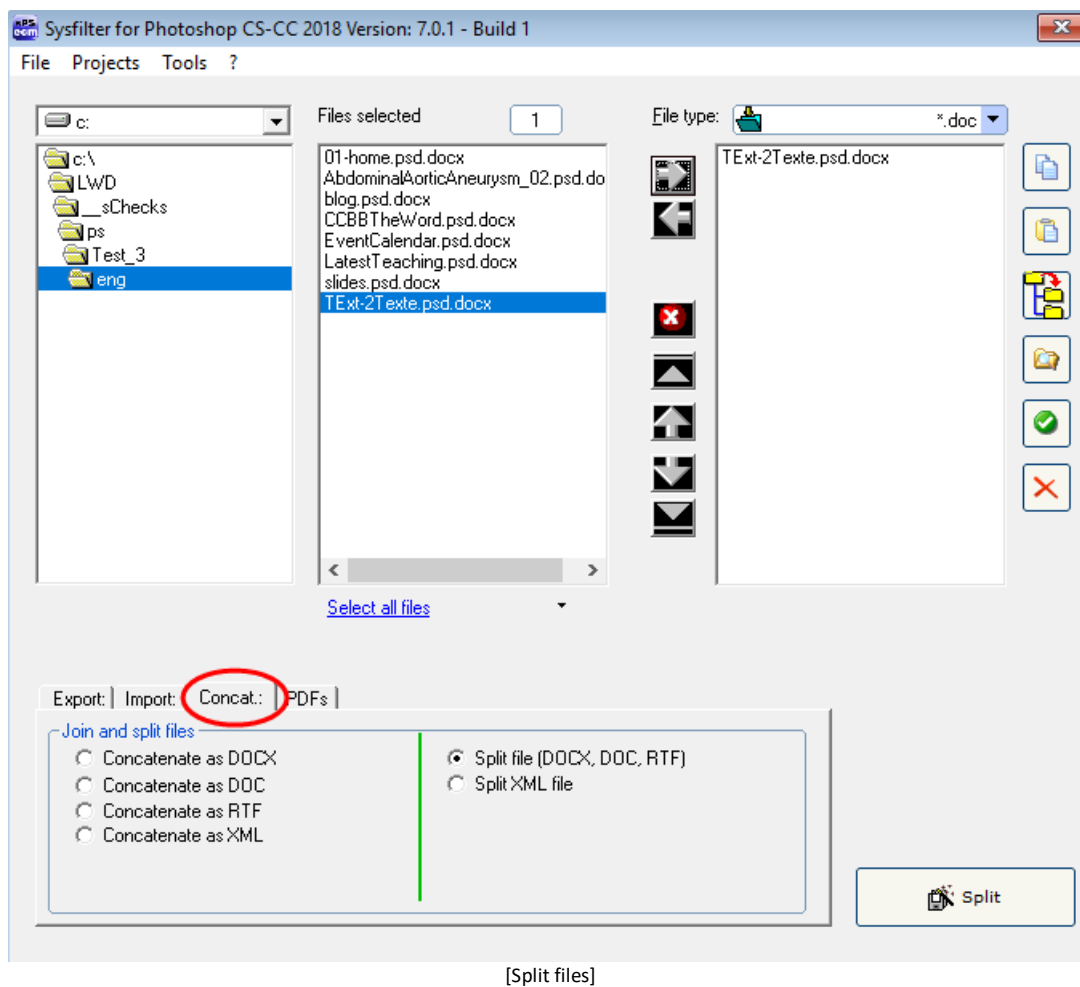 Sysfilter for Photoshop CS-CC 2018 Version: 7.0.1 - Build 1
File Projects Tools ?
c:
Files selected 1
File type: *.doc
c:\
LWD
__sChecks
ps
Test_3
eng
01-home.psd.docx
AbdominalAorticAneurysm_02.psd.do
blog.psd.docx
CCBBTheWord.psd.docx
EventCalendar.psd.docx
LatestTeaching.psd.docx
slides.psd.docx
TExt-2Texte.psd.docx
TExt-2Texte.psd.docx
Select all files
Export: Import: Concat.: PDFs
Join and split files
Concatenate as DOCX
Concatenate as DOC
Concatenate as RTF
Concatenate as XML
Split file (DOCX, DOC, RTF)
Split XML file
Split
[Split files]